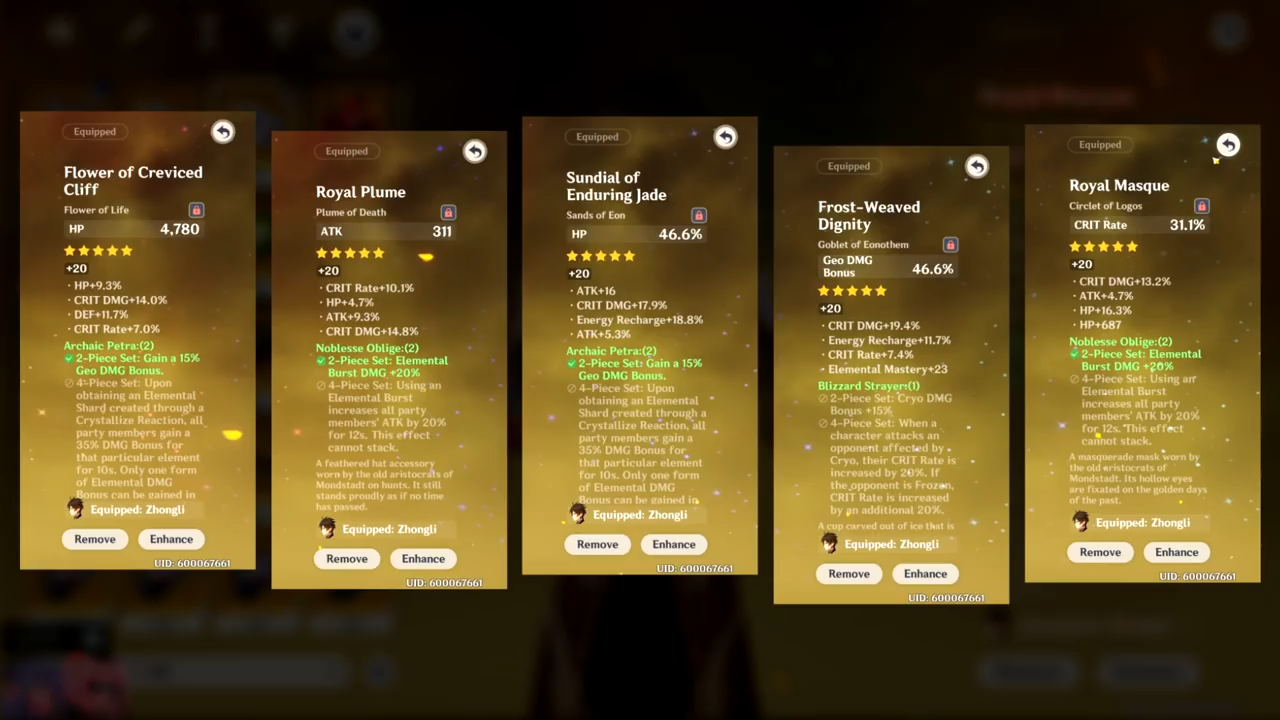 Equipped
Flower of Creviced
Cliff
Flower of Life
HP 4,780
+20
· HP+9.3%
· CRIT DMG+14.0%
· DEF+11.7%
· CRIT Rate+7.0%
Archaic Petra:(2)
2-Piece Set: Gain a 15%
Geo DMG Bonus.
4-Piece Set: Upon
obtaining an Elemental
Shard created through a
Crystallize Reaction, all
party members gain a
35% DMG Bonus for
that particular element
for 10s. Only one form
of Elemental DMG
Bonus can be gained in
Equipped: Zhongli
Remove Enhance
UID: 600067661
Equipped
Royal Plume
Plume of Death
ATK 311
+20
· CRIT Rate+10.1%
· HP+4.7%
· ATK+9.3%
· CRIT DMG+14.8%
Noblesse Oblige:(2)
2-Piece Set: Elemental
Burst DMG +20%
4-Piece Set: Using an
Elemental Burst
increases all party
members' ATK by 20%
for 12s. This effect
cannot stack.
A feathered hat accessory
worn by the old aristocrats of
Mondstadt on hunts. It still
stands proudly as if no time
has passed.
Equipped: Zhongli
Remove Enhance
UID: 600067661
Equipped
Sundial of
Enduring Jade
Sands of Eon
HP 46.6%
+20
· ATK+16
· CRIT DMG+17.9%
· Energy Recharge+18.8%
· ATK+5.3%
Archaic Petra:(2)
2-Piece Set: Gain a 15%
Geo DMG Bonus.
4-Piece Set: Upon
obtaining an Elemental
Shard created through a
Crystallize Reaction, all
party members gain a
35% DMG Bonus for
that particular element
for 10s. Only one form
of Elemental DMG
Bonus can be gained in
Equipped: Zhongli
Remove Enhance
UID: 600067661
Equipped
Frost-Weaved
Dignity
Goblet of Eonothem
Geo DMG
Bonus 46.6%
+20
· CRIT DMG+19.4%
· Energy Recharge+11.7%
· CRIT Rate+7.4%
· Elemental Mastery+23
Blizzard Strayer:(1)
2-Piece Set: Cryo DMG
Bonus +15%
4-Piece Set: When a
character attacks an
opponent affected by
Cryo, their CRIT Rate is
increased by 20%. If
the opponent is Frozen,
CRIT Rate is increased
by an additional 20%.
A cup carved out of ice that is
Equipped: Zhongli
Remove Enhance
UID: 600067661
Equipped
Royal Masque
Circlet of Logos
CRIT Rate 31.1%
+20
· CRIT DMG+13.2%
· ATK+4.7%
· HP+16.3%
· HP+687
Noblesse Oblige:(2)
2-Piece Set: Elemental
Burst DMG +20%
4-Piece Set: Using an
Elemental Burst
increases all party
members' ATK by 20%
for 12s. This effect
cannot stack.
A masquerade mask worn by
the old aristocrats of
Mondstadt. Its hollow eyes
are fixated on the golden days
of the past.
Equipped: Zhongli
Remove Enhance
UID: 600067661